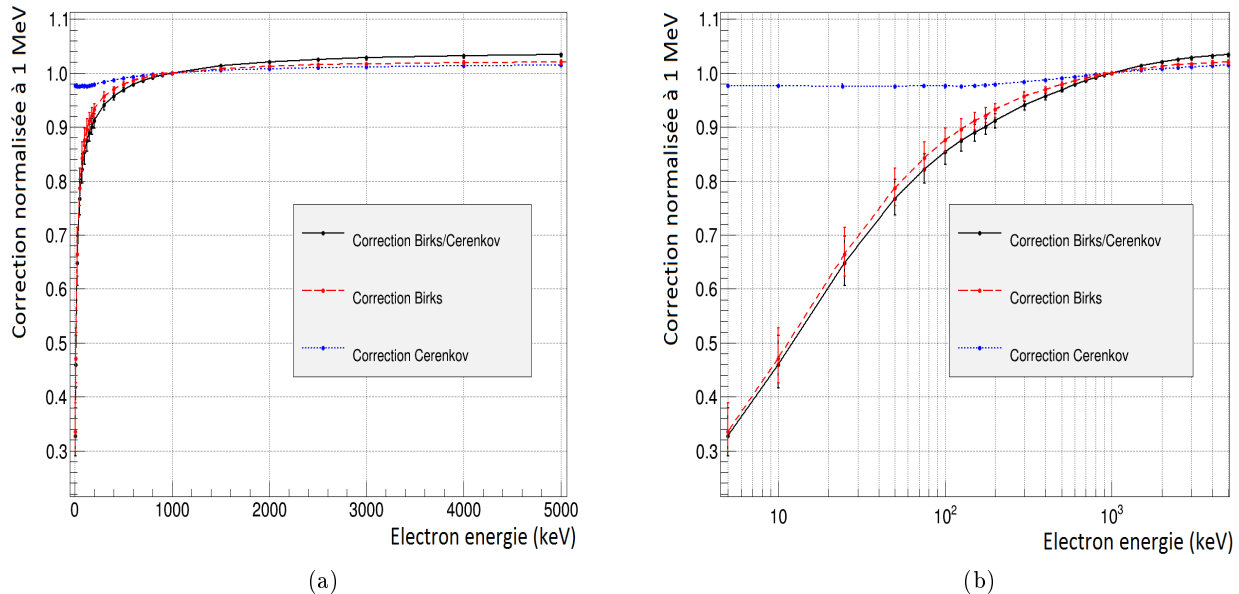 Correction normalisée à 1 MeV
1.1
1.0
0.9
0.8
0.7
0.6
0.5
0.4
0.3
Correction Birks/Cerenkov
Correction Birks
Correction Cerenkov
0 1000 2000 3000 4000 5000
Electron energie (keV)
(a)
Correction normalisée à 1 MeV
1.1
1.0
0.9
0.8
0.7
0.6
0.5
0.4
0.3
Correction Birks/Cerenkov
Correction Birks
Correction Cerenkov
10 10² 10³
Electron energie (keV)
(b)